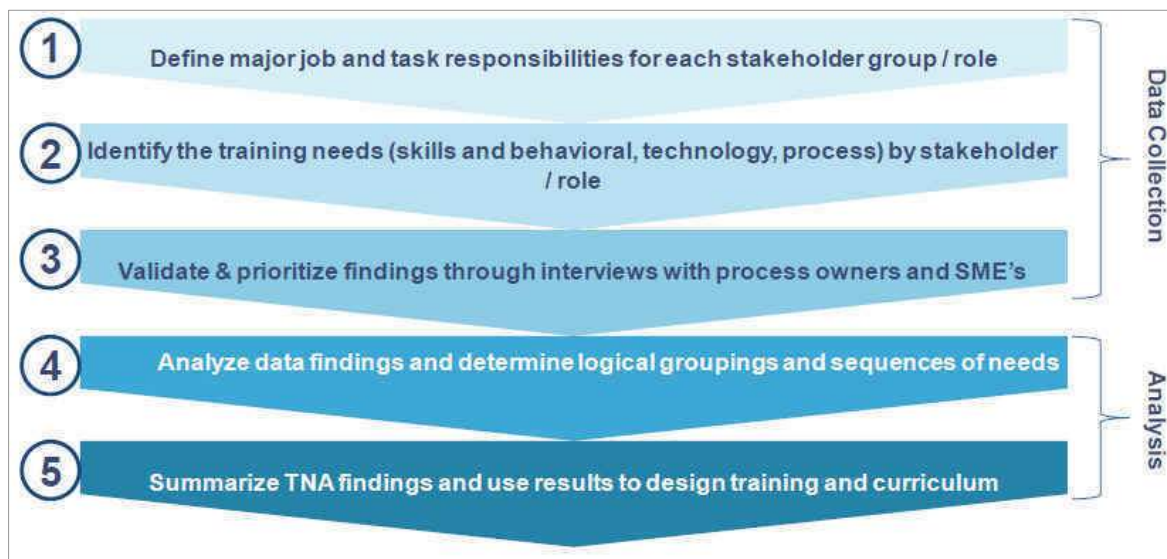 1
Define major job and task responsibilities for each stakeholder group / role
2
Identify the training needs (skills and behavioral, technology, process) by stakeholder
/ role
3
Validate & prioritize findings through interviews with process owners and SME’s
Data Collection
4
Analyze data findings and determine logical groupings and sequences of needs
5
Summarize TNA findings and use results to design training and curriculum
Analysis